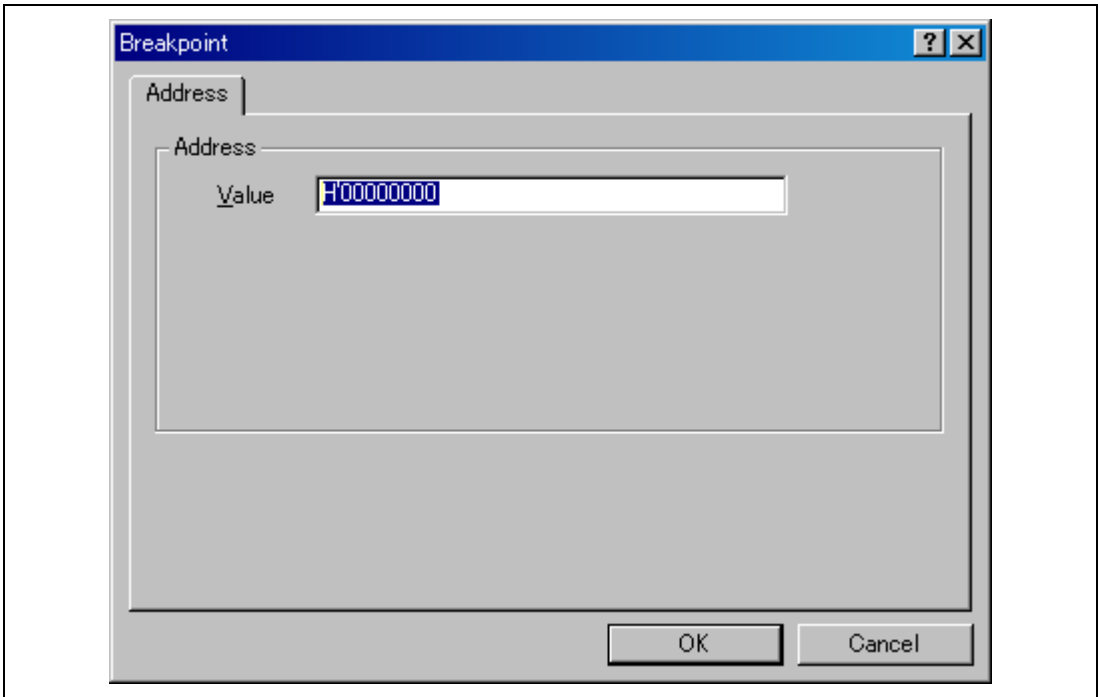 Breakpoint
Address
Address
Value H'00000000
OK Cancel